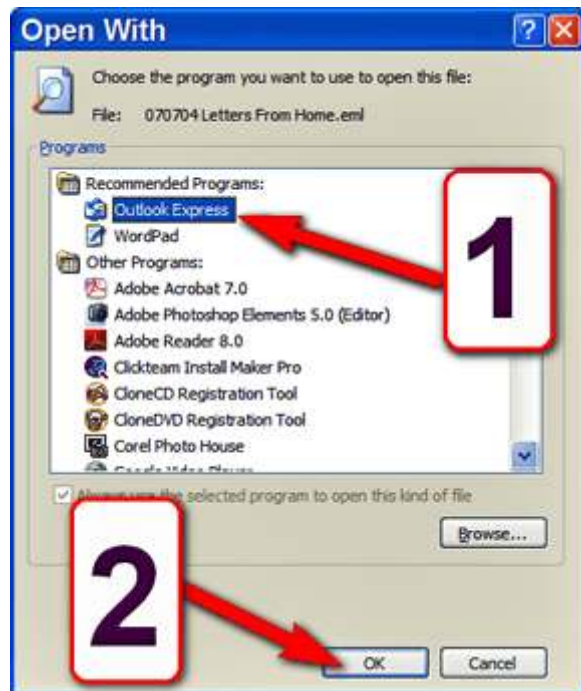 Open With
Choose the program you want to use to open this file:
File: 070704 Letters From Home.eml
Programs
Recommended Programs:
Outlook Express
WordPad
Other Programs:
Adobe Acrobat 7.0
Adobe Photoshop Elements 5.0 (Editor)
Adobe Reader 8.0
Clickteam Install Maker Pro
CloneCD Registration Tool
CloneDVD Registration Tool
Corel Photo House
1
Always use the selected program to open this kind of file
Browse...
2
OK
Cancel